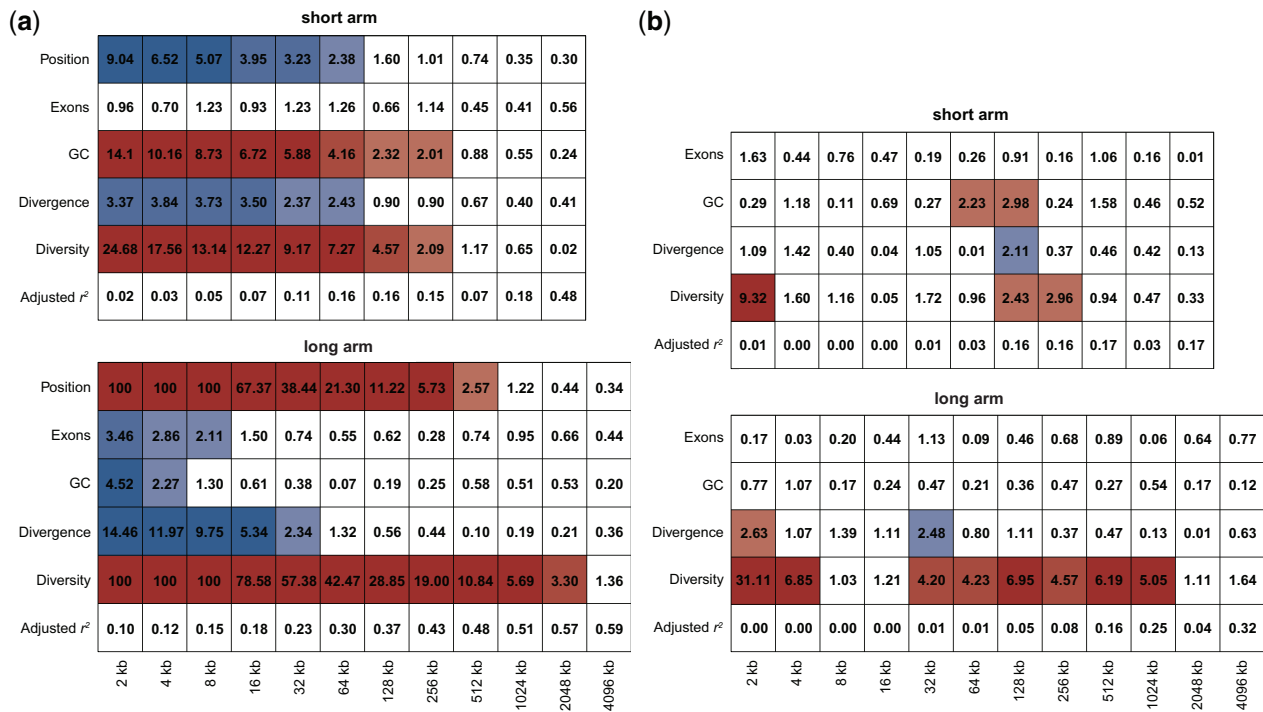 (a)
short arm
Position 9.04 6.52 5.07 3.95 3.23 2.38 1.60 1.01 0.74 0.35 0.30
Exons 0.96 0.70 1.23 0.93 1.23 1.26 0.66 1.14 0.45 0.41 0.56
GC 14.1 10.16 8.73 6.72 5.88 4.16 2.32 2.01 0.88 0.55 0.24
Divergence 3.37 3.84 3.73 3.50 2.37 2.43 0.90 0.90 0.67 0.40 0.41
Diversity 24.68 17.56 13.14 12.27 9.17 7.27 4.57 2.09 1.17 0.65 0.02
Adjusted r² 0.02 0.03 0.05 0.07 0.11 0.16 0.16 0.15 0.07 0.18 0.48
long arm
Position 100 100 100 67.37 38.44 21.30 11.22 5.73 2.57 1.22 0.44 0.34
Exons 3.46 2.86 2.11 1.50 0.74 0.55 0.62 0.28 0.74 0.95 0.66 0.44
GC 4.52 2.27 1.30 0.61 0.38 0.07 0.19 0.25 0.58 0.51 0.53 0.20
Divergence 14.46 11.97 9.75 5.34 2.34 1.32 0.56 0.44 0.10 0.19 0.21 0.36
Diversity 100 100 100 78.58 57.38 42.47 28.85 19.00 10.84 5.69 3.30 1.36
Adjusted r² 0.10 0.12 0.15 0.18 0.23 0.30 0.37 0.43 0.48 0.51 0.57 0.59
2 kb 4 kb 8 kb 16 kb 32 kb 64 kb 128 kb 256 kb 512 kb 1024 kb 2048 kb 4096 kb
(b)
short arm
Exons 1.63 0.44 0.76 0.47 0.19 0.26 0.91 0.16 1.06 0.16 0.01
GC 0.29 1.18 0.11 0.69 0.27 2.23 2.98 0.24 1.58 0.46 0.52
Divergence 1.09 1.42 0.40 0.04 1.05 0.01 2.11 0.37 0.46 0.42 0.13
Diversity 9.32 1.60 1.16 0.05 1.72 0.96 2.43 2.96 0.94 0.47 0.33
Adjusted r² 0.01 0.00 0.00 0.00 0.01 0.03 0.16 0.16 0.17 0.03 0.17
long arm
Exons 0.17 0.03 0.20 0.44 1.13 0.09 0.46 0.68 0.89 0.06 0.64 0.77
GC 0.77 1.07 0.17 0.24 0.47 0.21 0.36 0.47 0.27 0.54 0.17 0.12
Divergence 2.63 1.07 1.39 1.11 2.48 0.80 1.11 0.37 0.47 0.13 0.01 0.63
Diversity 31.11 6.85 1.03 1.21 4.20 4.23 6.95 4.57 6.19 5.05 1.11 1.64
Adjusted r² 0.00 0.00 0.00 0.00 0.01 0.01 0.05 0.08 0.16 0.25 0.04 0.32
2 kb 4 kb 8 kb 16 kb 32 kb 64 kb 128 kb 256 kb 512 kb 1024 kb 2048 kb 4096 kb